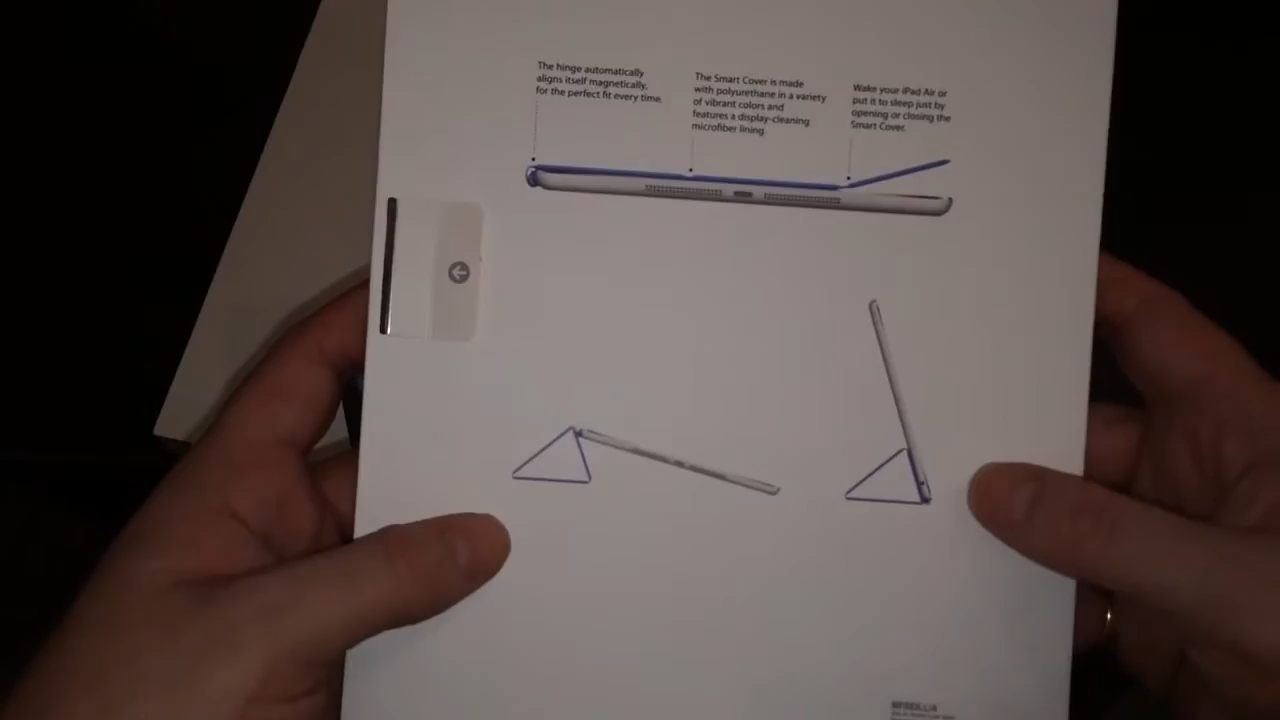 The hinge automatically
aligns itself magnetically,
for the perfect fit every time.
The Smart Cover is made
with polyurethane in a variety
of vibrant colors and
features a display-cleaning
microfiber lining.
Wake your iPad Air or
put it to sleep just by
opening or closing the
Smart Cover.